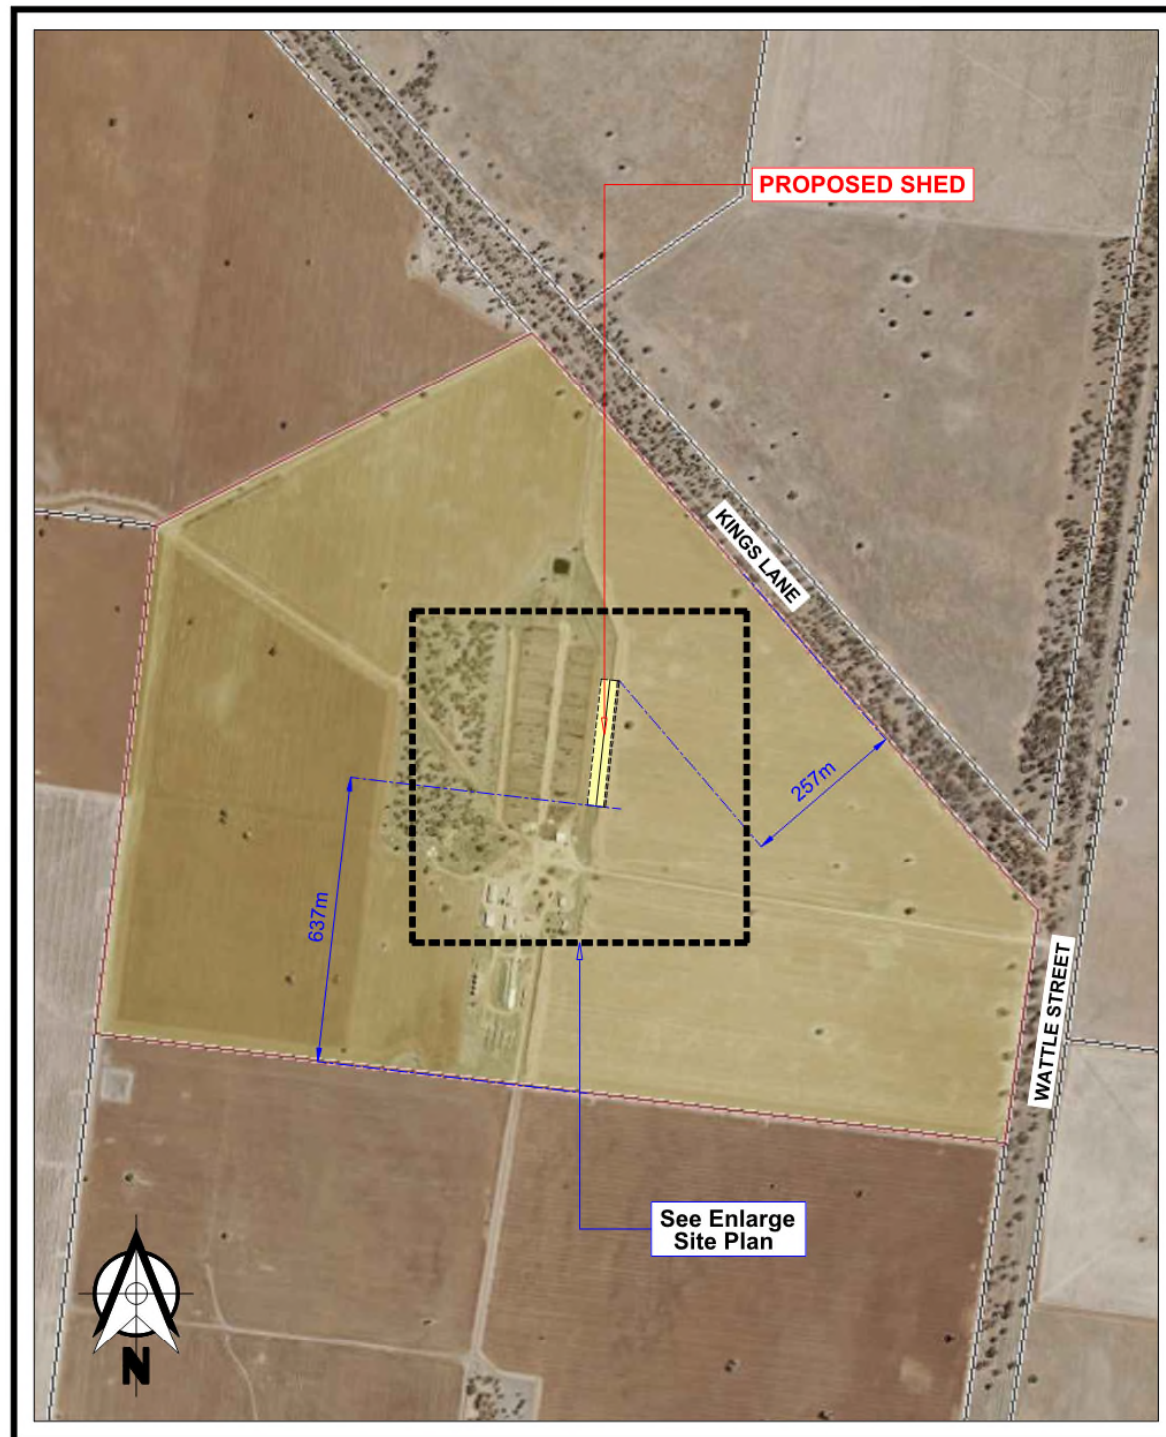 PROPOSED SHED
KINGS LANE
257m
637m
WATTLE STREET
See Enlarge
Site Plan
N